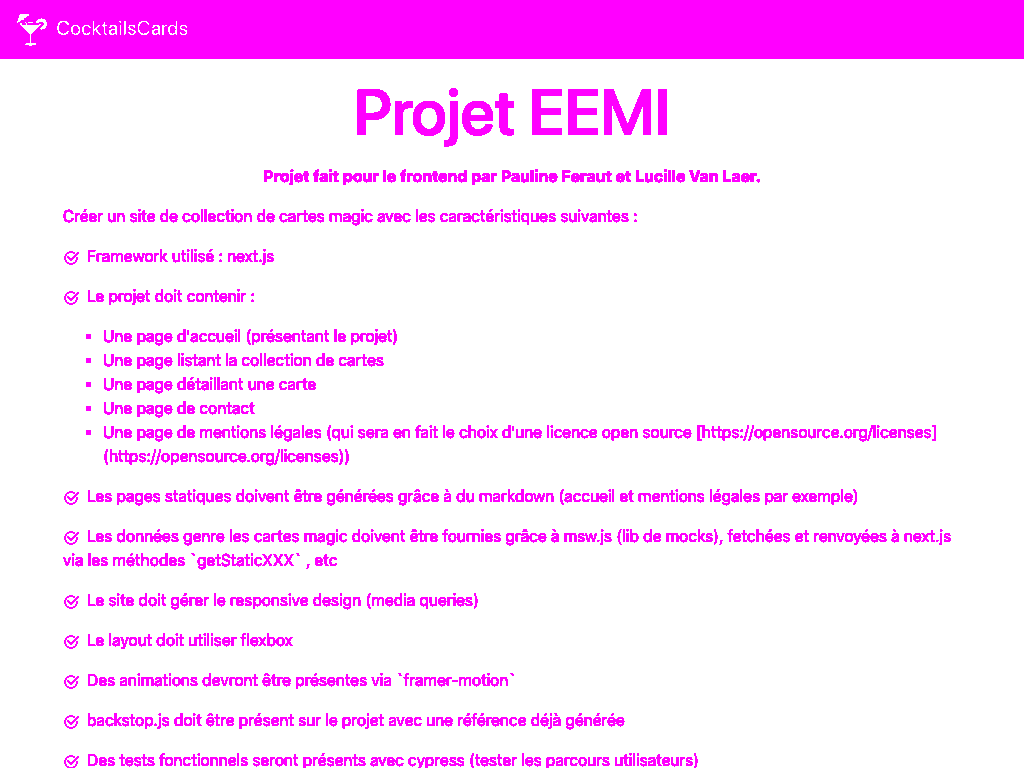 CocktailsCards
Projet EEMI
Projet fait pour le frontend par Pauline Feraut et Lucille Van Laer.
Créer un site de collection de cartes magic avec les caractéristiques suivantes :
Framework utilisé : next.js
Le projet doit contenir :
Une page d'accueil (présentant le projet)
Une page listant la collection de cartes
Une page détaillant une carte
Une page de contact
Une page de mentions légales (qui sera en fait le choix d'une licence open source [https://opensource.org/licenses]
(https://opensource.org/licenses))
Les pages statiques doivent être générées grâce à du markdown (accueil et mentions légales par exemple)
Les données genre les cartes magic doivent être fournies grâce à msw.js (lib de mocks), fetchées et renvoyées à next.js
via les méthodes `getStaticXXX` , etc
Le site doit gérer le responsive design (media queries)
Le layout doit utiliser flexbox
Des animations devront être présentes via `framer-motion`
backstop.js doit être présent sur le projet avec une référence déjà générée
Des tests fonctionnels seront présents avec cypress (tester les parcours utilisateurs)